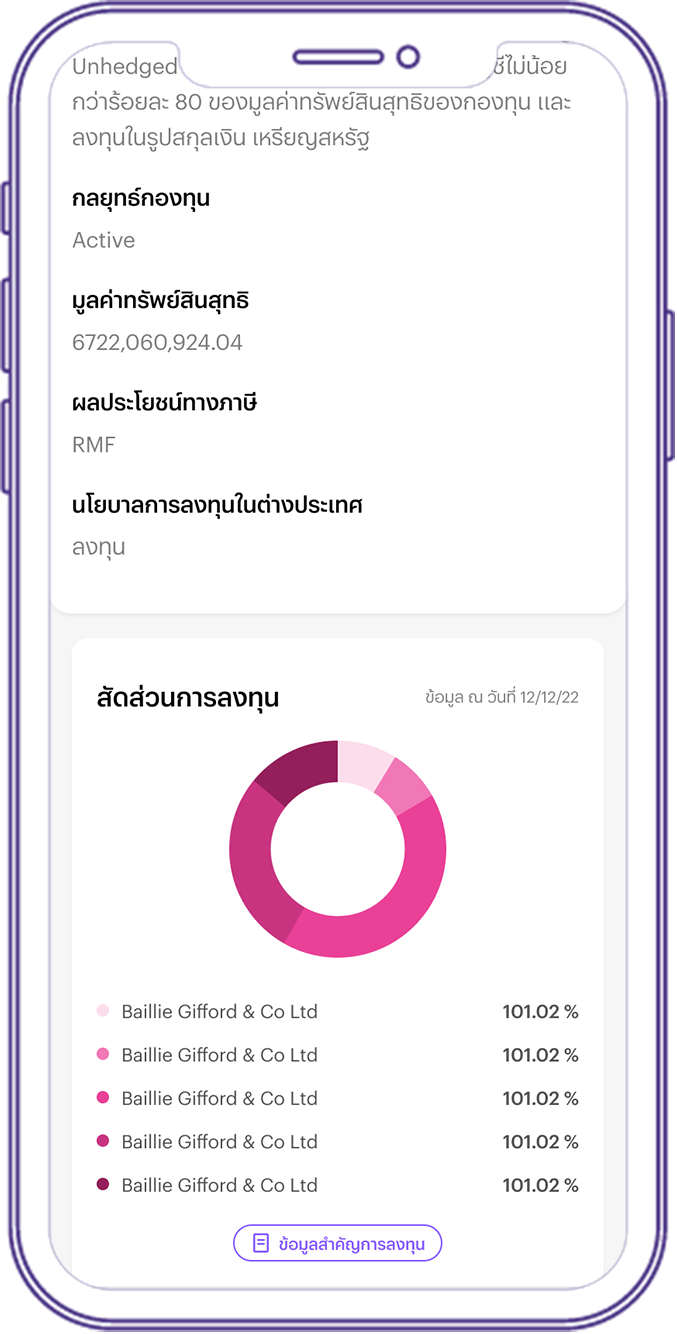 Unhedged
ชีไม่น้อย
กว่าร้อยละ 80 ของมูลค่าทรัพย์สินสุทธิของกองทุน และ
ลงทุนในรูปสกุลเงิน เหรียญสหรัฐ
กลยุทธ์กองทุน
Active
มูลค่าทรัพย์สินสุทธิ
6722,060,924.04
ผลประโยชน์ทางภาษี
RMF
นโยบาลการลงทุนในต่างประเทศ
ลงทุน
สัดส่วนการลงทุน
ข้อมูล ณ วันที่ 12/12/22
Baillie Gifford & Co Ltd 101.02 %
Baillie Gifford & Co Ltd 101.02 %
Baillie Gifford & Co Ltd 101.02 %
Baillie Gifford & Co Ltd 101.02 %
Baillie Gifford & Co Ltd 101.02 %
ข้อมูลสำคัญการลงทุน